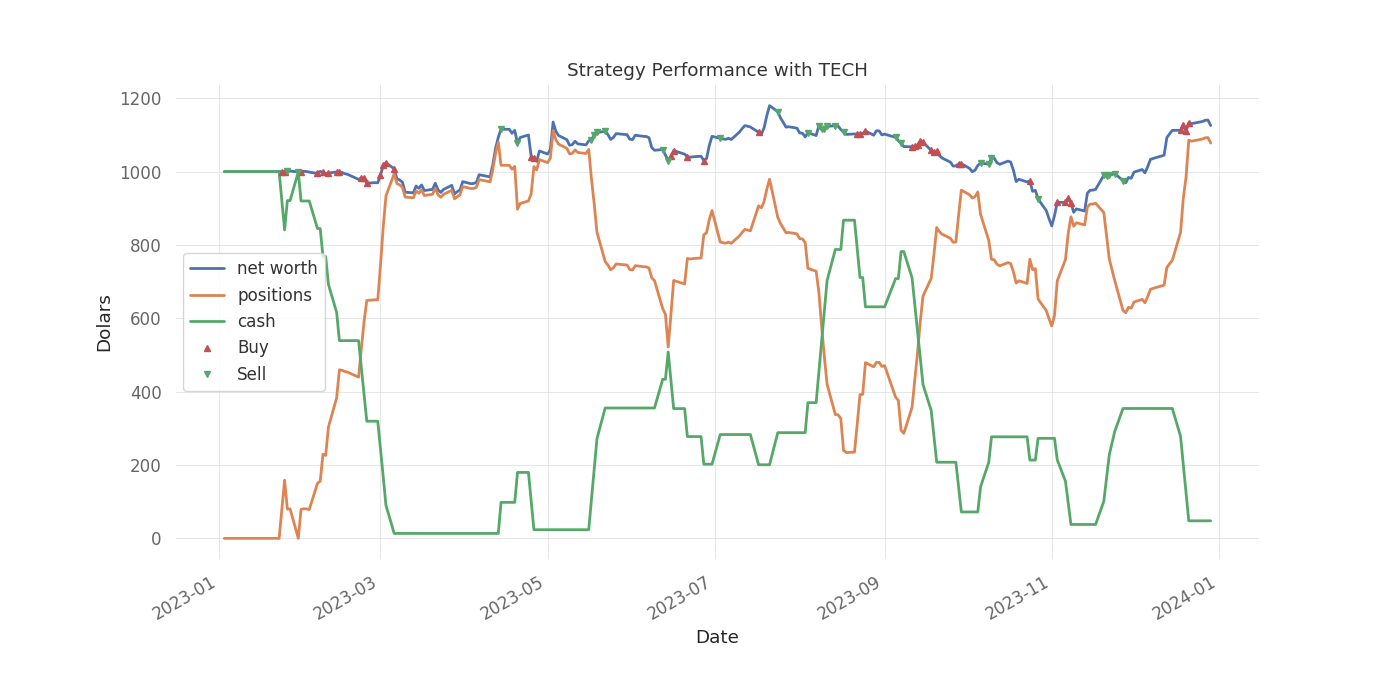 Strategy Performance with TECH
1200
1000
800
600
400
200
0
Dolars
net worth
positions
cash
Buy
Sell
2023-01
2023-03
2023-05
2023-07
2023-09
2023-11
2024-01
Date